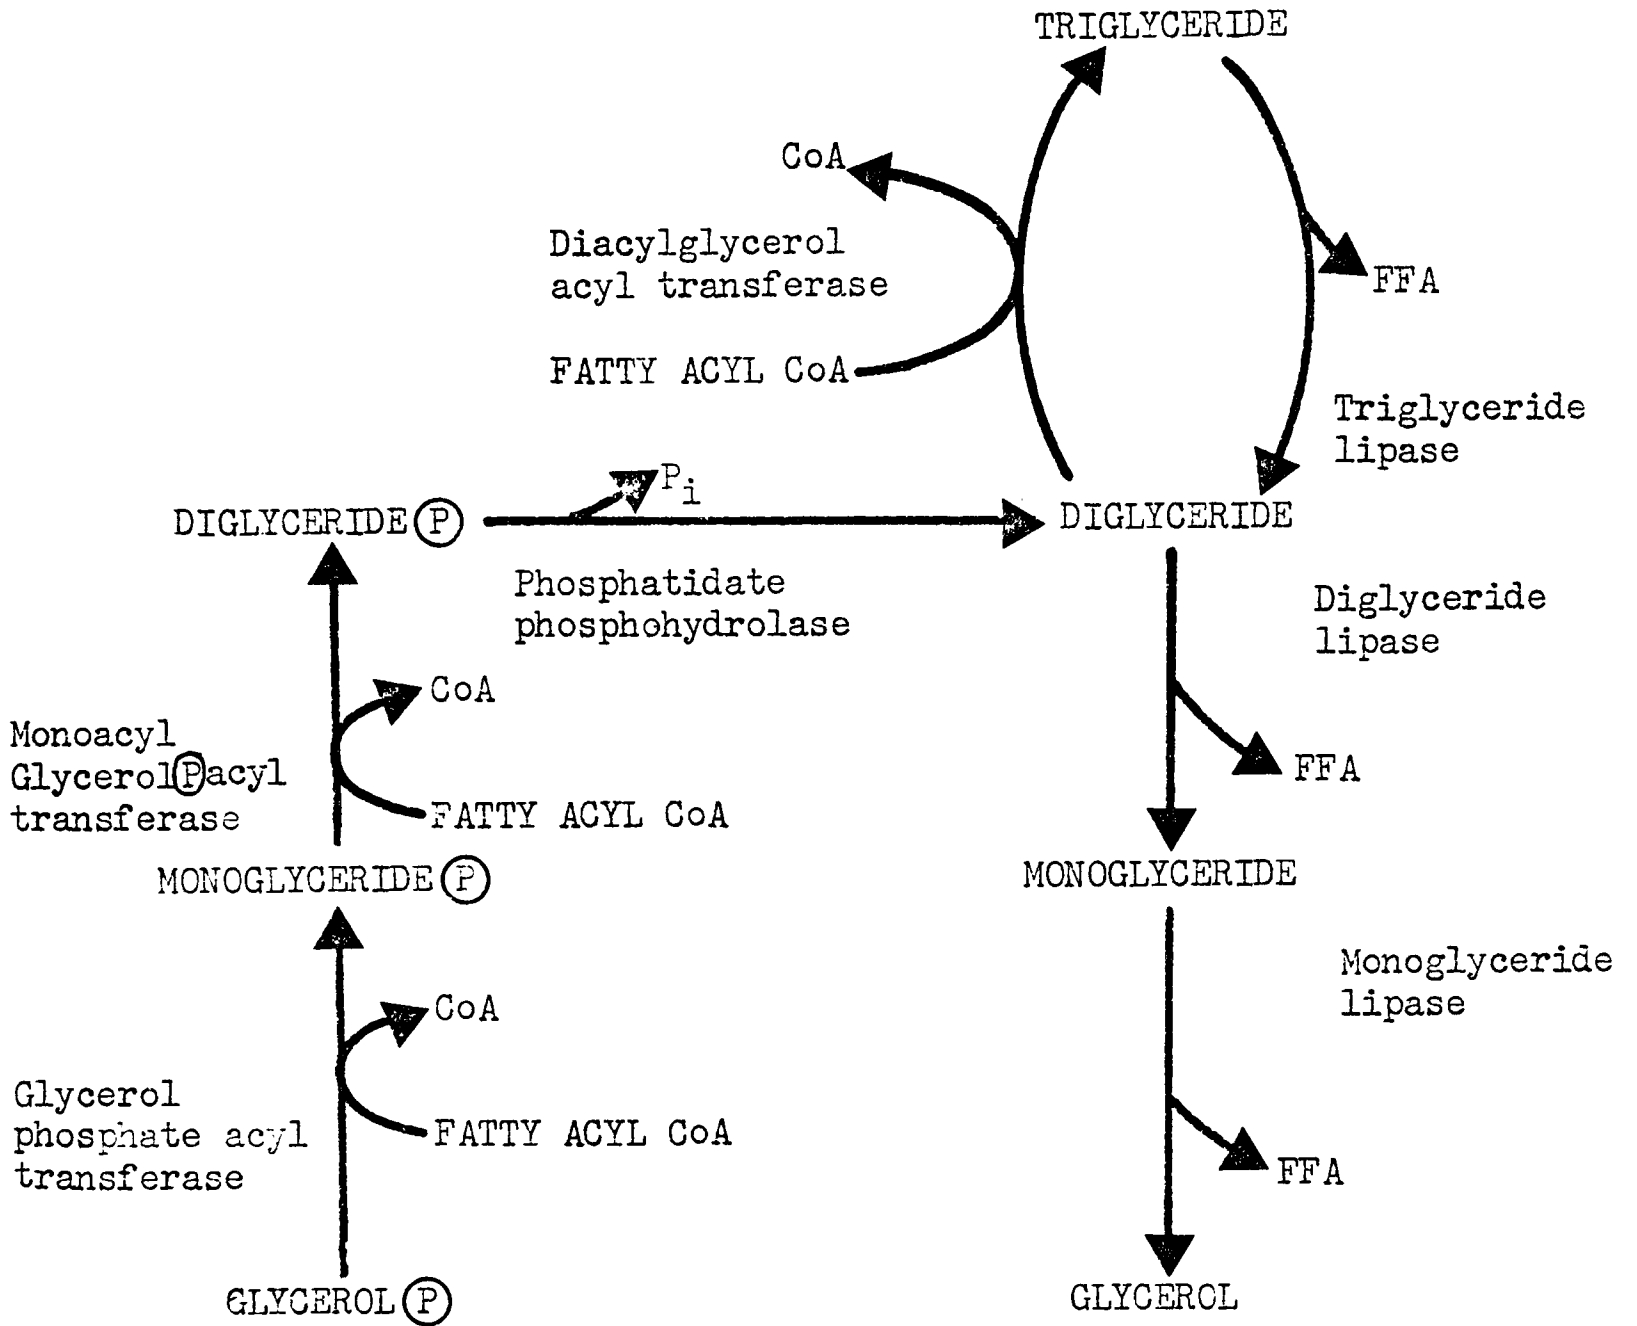 TRIGLYCERIDE
CoA
Diacylglycerol
acyl transferase
FFA
FATTY ACYL CoA
Triglyceride
lipase
Pi
DIGLYCERIDE P
DIGLYCERIDE
Phosphatidate
phosphohydrolase
Diglyceride
lipase
CoA
Monoacyl
Glycerol P acyl
transferase
FFA
FATTY ACYL CoA
MONOGLYCERIDE P
MONOGLYCERIDE
Monoglyceride
lipase
CoA
Glycerol
phosphate acyl
transferase
FATTY ACYL CoA
FFA
GLYCEROL P
GLYCEROL